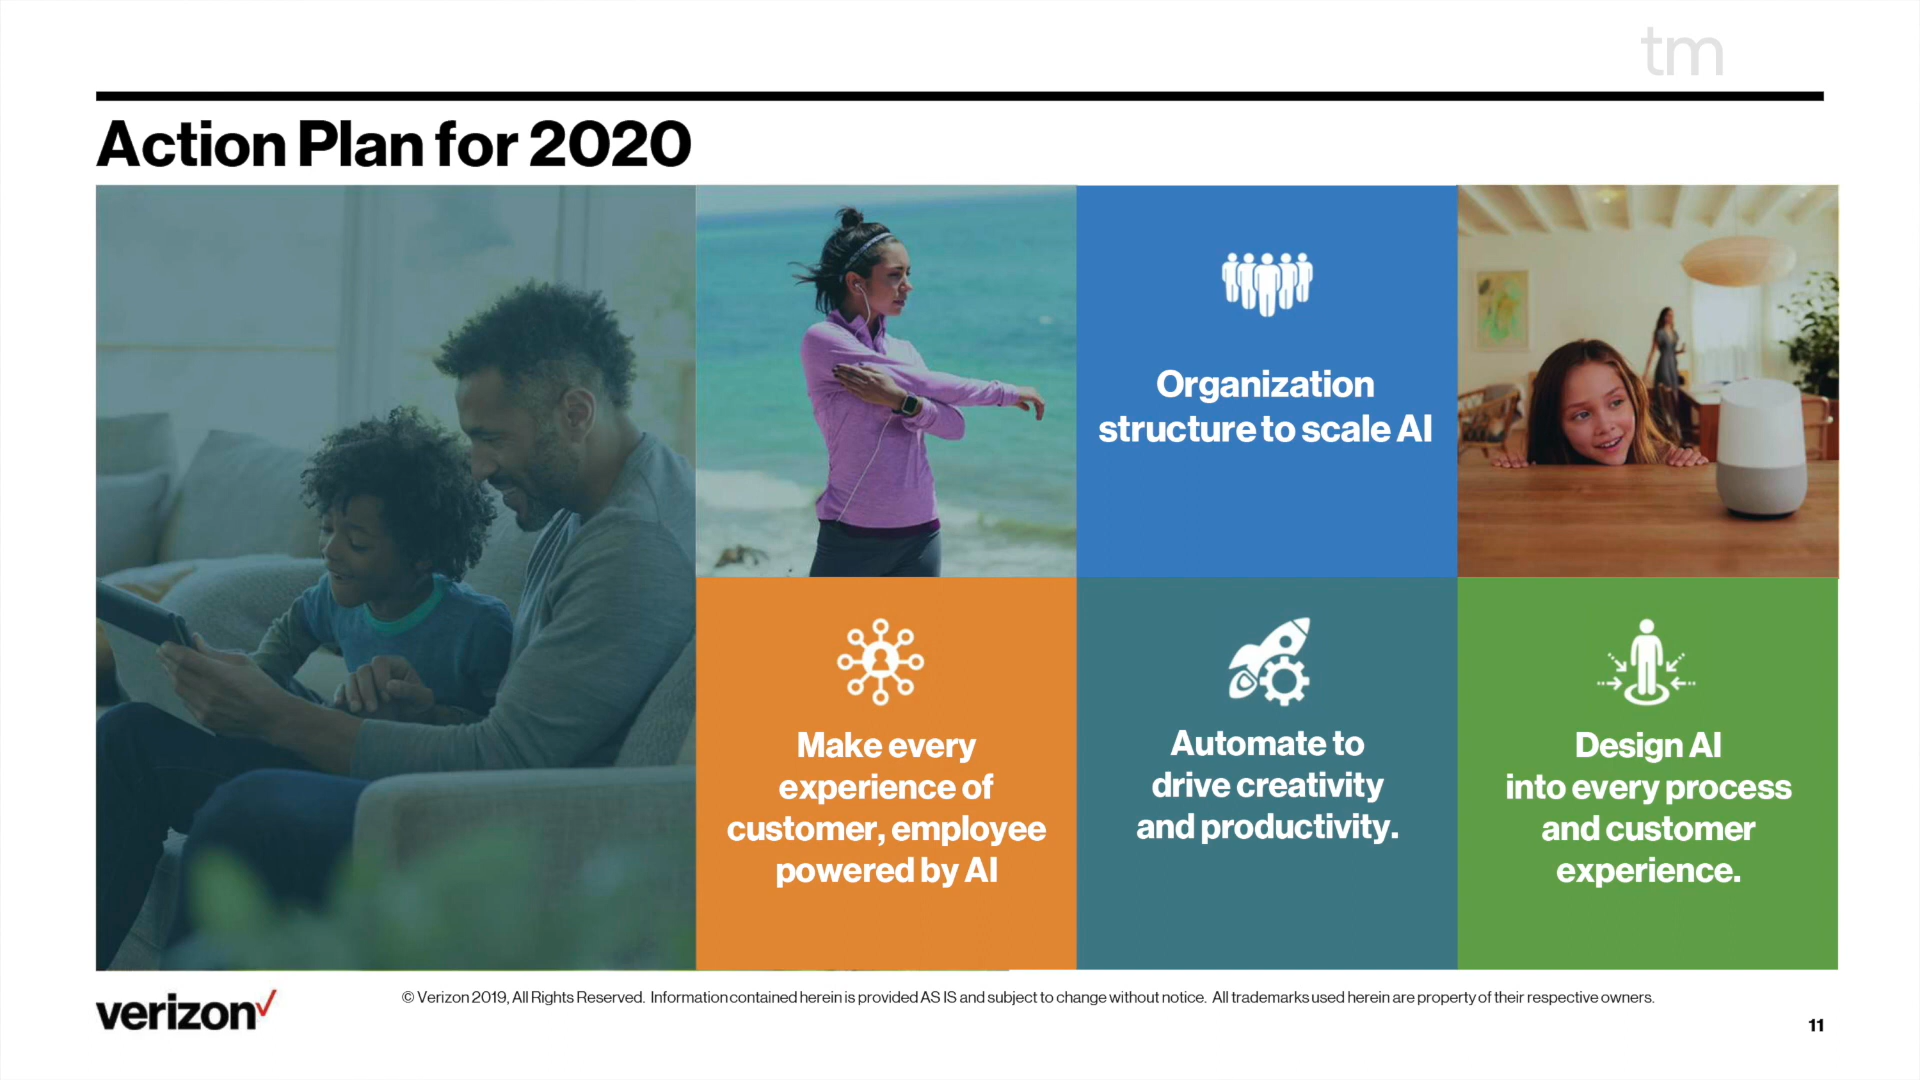 tm
Action Plan for 2020
Organization
structure to scale AI
Make every
experience of
customer, employee
powered by AI
Automate to
drive creativity
and productivity.
Design AI
into every process
and customer
experience.
verizon
© Verizon 2019, All Rights Reserved. Information contained herein is provided AS IS and subject to change without notice. All trademarks used herein are property of their respective owners.
11